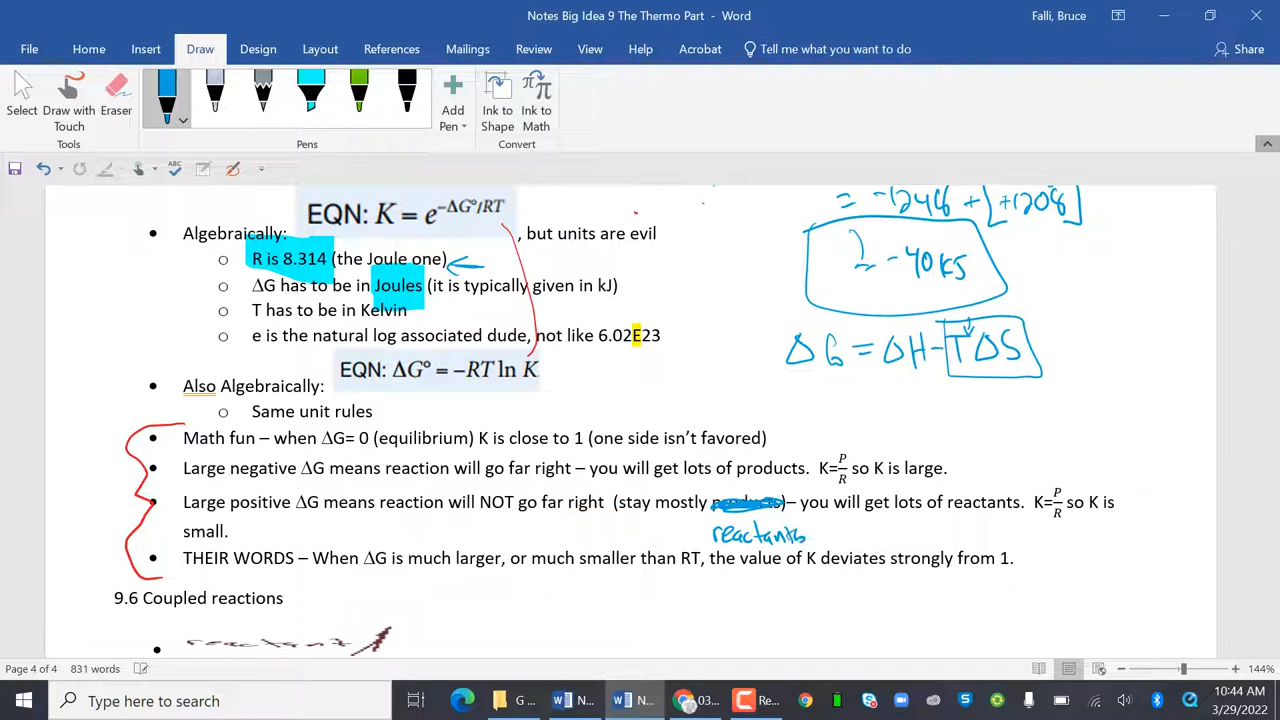 Notes Big Idea 9 The Thermo Part - Word
Falli, Bruce
File Home Insert Draw Design Layout References Mailings Review View Help Acrobat Tell me what you want to do Share
Select Draw with Touch Eraser Add Pen Ink to Shape Ink to Math
Tools Pens Convert
= -1248 + [+1208]
EQN: K = e^-ΔG°/RT
• Algebraically: , but units are evil
o R is 8.314 (the Joule one)
≈ -40 kJ
o ΔG has to be in Joules (it is typically given in kJ)
o T has to be in Kelvin
o e is the natural log associated dude, not like 6.02E23
ΔG = ΔH - TΔS
EQN: ΔG° = −RT ln K
• Also Algebraically:
o Same unit rules
• Math fun – when ΔG= 0 (equilibrium) K is close to 1 (one side isn't favored)
• Large negative ΔG means reaction will go far right – you will get lots of products. K=P/R so K is large.
• Large positive ΔG means reaction will NOT go far right (stay mostly products)– you will get lots of reactants. K=P/R so K is
small.
reactants
• THEIR WORDS – When ΔG is much larger, or much smaller than RT, the value of K deviates strongly from 1.
9.6 Coupled reactions
• reactant
Page 4 of 4 831 words 144%
Type here to search G ... N... N... 03... Re... 10:44 AM
3/29/2022